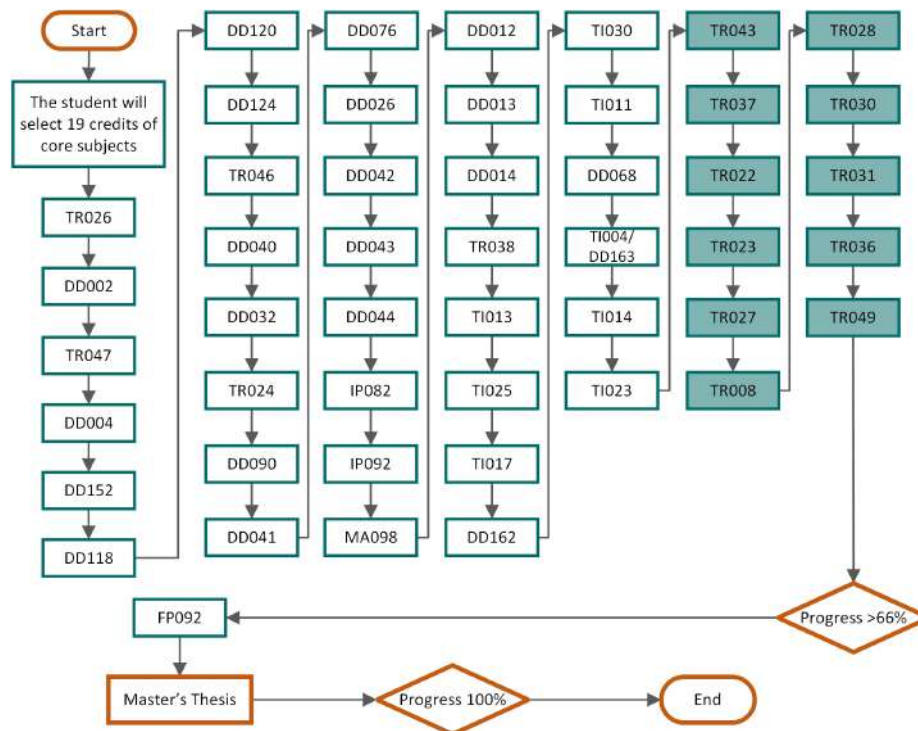 Start
The student will
select 19 credits of
core subjects
TR026
DD002
TR047
DD004
DD152
DD118
DD120
DD124
TR046
DD040
DD032
TR024
DD090
DD041
DD076
DD026
DD042
DD043
DD044
IP082
IP092
MA098
DD012
DD013
DD014
TR038
TI013
TI025
TI017
DD162
TI030
TI011
DD068
TI004/
DD163
TI014
TI023
TR043
TR037
TR022
TR023
TR027
TR008
TR028
TR030
TR031
TR036
TR049
Progress >66%
FP092
Master's Thesis
Progress 100%
End